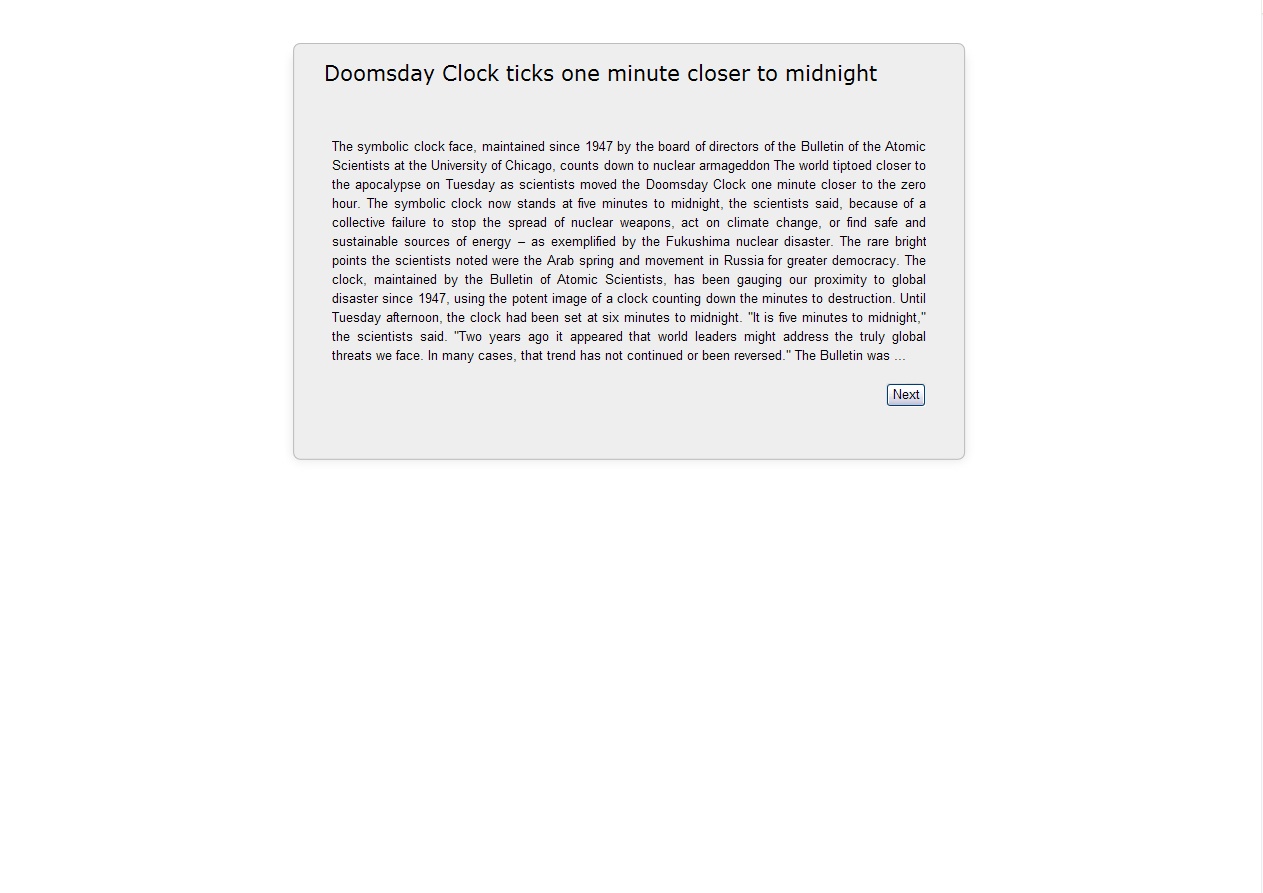 Doomsday Clock ticks one minute closer to midnight
The symbolic clock face, maintained since 1947 by the board of directors of the Bulletin of the Atomic
Scientists at the University of Chicago, counts down to nuclear armageddon The world tiptoed closer to
the apocalypse on Tuesday as scientists moved the Doomsday Clock one minute closer to the zero
hour. The symbolic clock now stands at five minutes to midnight, the scientists said, because of a
collective failure to stop the spread of nuclear weapons, act on climate change, or find safe and
sustainable sources of energy – as exemplified by the Fukushima nuclear disaster. The rare bright
points the scientists noted were the Arab spring and movement in Russia for greater democracy. The
clock, maintained by the Bulletin of Atomic Scientists, has been gauging our proximity to global
disaster since 1947, using the potent image of a clock counting down the minutes to destruction. Until
Tuesday afternoon, the clock had been set at six minutes to midnight. "It is five minutes to midnight,"
the scientists said. "Two years ago it appeared that world leaders might address the truly global
threats we face. In many cases, that trend has not continued or been reversed." The Bulletin was ...
Next